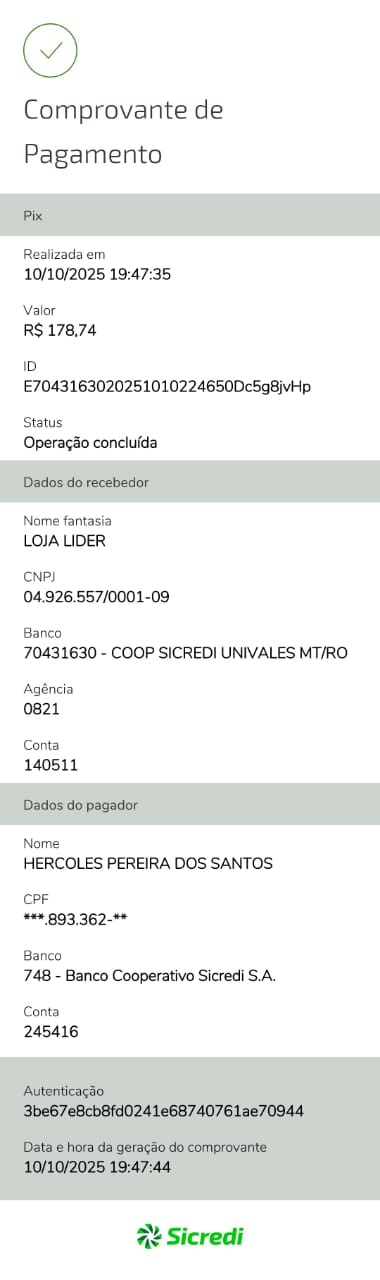 Comprovante de
Pagamento
Pix
Realizada em
10/10/2025 19:47:35
Valor
R$ 178,74
ID
E7043163020251010224650Dc5g8jvHp
Status
Operação concluída
Dados do recebedor
Nome fantasia
LOJA LIDER
CNPJ
04.926.557/0001-09
Banco
70431630 - COOP SICREDI UNIVALES MT/RO
Agência
0821
Conta
140511
Dados do pagador
Nome
HERCOLES PEREIRA DOS SANTOS
CPF
***.893.362-**
Banco
748 - Banco Cooperativo Sicredi S.A.
Conta
245416
Autenticação
3be67e8cb8fd0241e68740761ae70944
Data e hora da geração do comprovante
10/10/2025 19:47:44
Sicredi